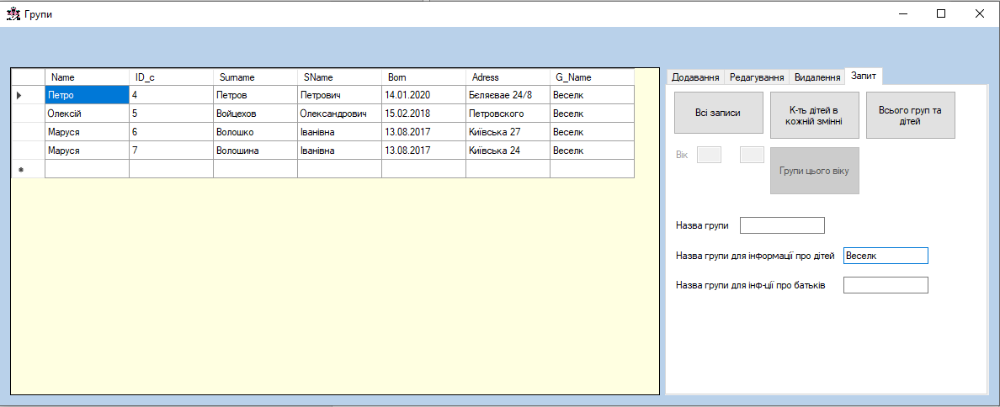 Групи
Name ID_c Surname SName Born Adress G_Name
Петро 4 Петров Петрович 14.01.2020 Бєляєвае 24/8 Веселк
Олексій 5 Войцехов Олександрович 15.02.2018 Петровского Веселк
Маруся 6 Волошко Іванівна 13.08.2017 Київська 27 Веселк
Маруся 7 Волошина Іванівна 13.08.2017 Київська 24 Веселк
Додавання Редагування Видалення Запит
Всі записи
К-ть дітей в
кожній змінні
Всього груп та
дітей
Вік
Групи цього віку
Назва групи
Назва групи для інформації про дітей Веселк
Назва групи для інф-ції про батьків